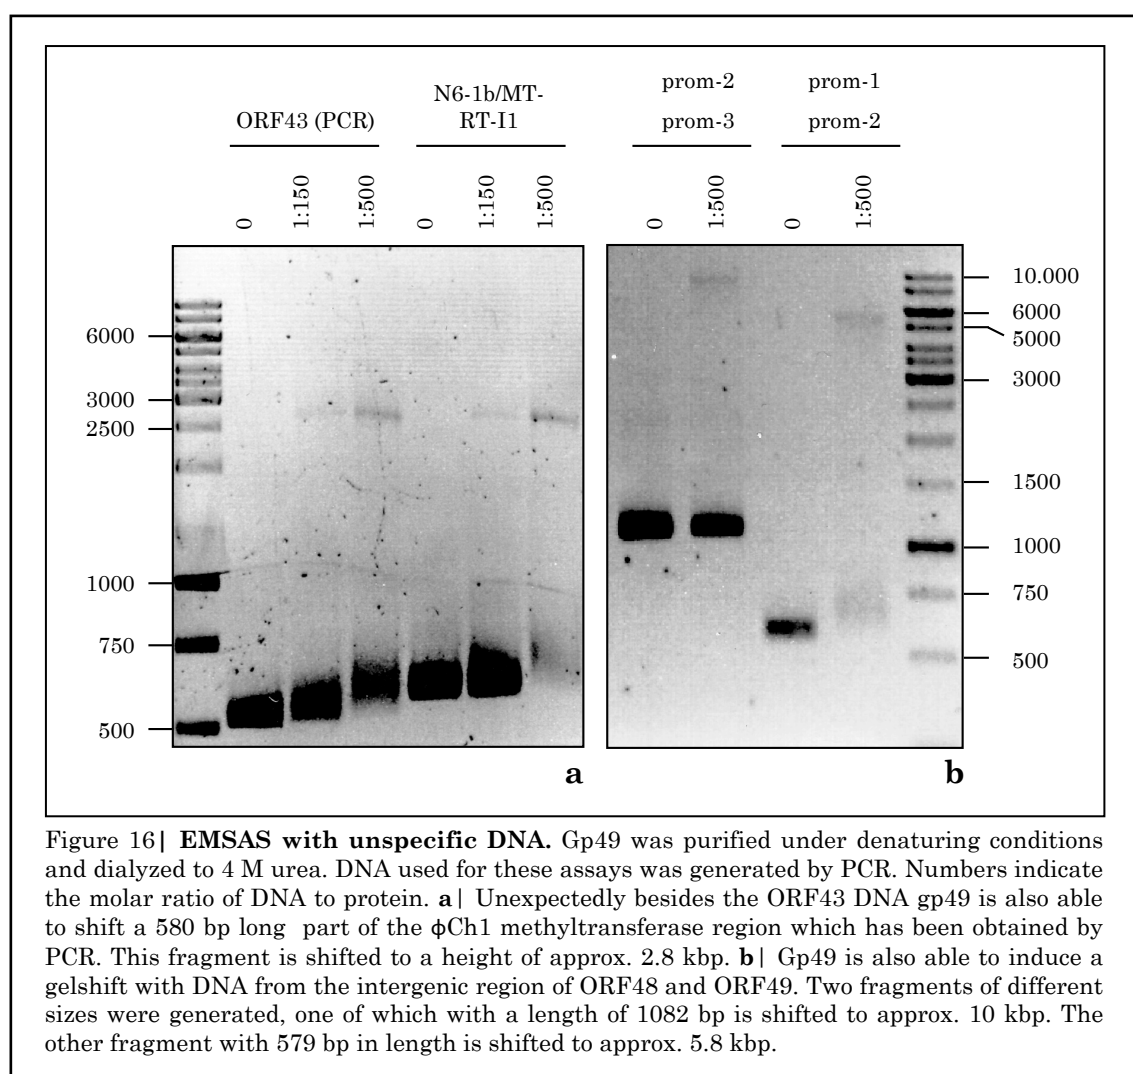 prom-2 prom-1
N6-1b/MT-
ORF43 (PCR) RT-I1 prom-3 prom-2
0 1:150 1:500 0 1:150 1:500 0 1:500 0 1:500
6000
3000
2500
1000
750
500
10.000
6000
5000
3000
1500
1000
750
500
a
b
Figure 16| EMSAS with unspecific DNA. Gp49 was purified under denaturing conditions
and dialyzed to 4 M urea. DNA used for these assays was generated by PCR. Numbers indicate
the molar ratio of DNA to protein. a| Unexpectedly besides the ORF43 DNA gp49 is also able
to shift a 580 bp long part of the ϕCh1 methyltransferase region which has been obtained by
PCR. This fragment is shifted to a height of approx. 2.8 kbp. b| Gp49 is also able to induce a
gelshift with DNA from the intergenic region of ORF48 and ORF49. Two fragments of different
sizes were generated, one of which with a length of 1082 bp is shifted to approx. 10 kbp. The
other fragment with 579 bp in length is shifted to approx. 5.8 kbp.